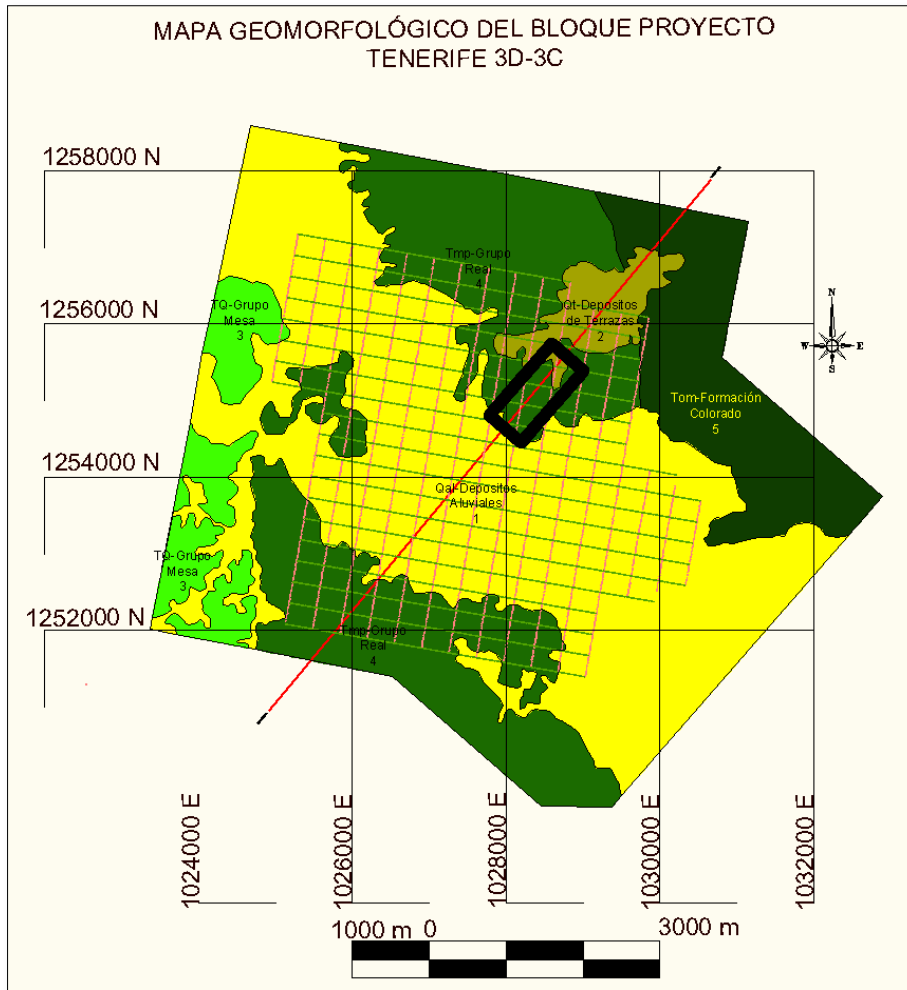 MAPA GEOMORFOLÓGICO DEL BLOQUE PROYECTO
TENERIFE 3D-3C
1258000 N
Tmp-Grupo
Real
4
1256000 N
TQ-Grupo
Mesa
3
Qt-Depositos
de Terrazas
2
N
W
E
S
Tom-Formación
Colorado
5
1254000 N
Qal-Depositos
Aluviales
1
TQ-Grupo
Mesa
3
1252000 N
Tmp-Grupo
Real
4
1024000 E
1026000 E
1028000 E
1030000 E
1032000 E
1000 m 0
3000 m